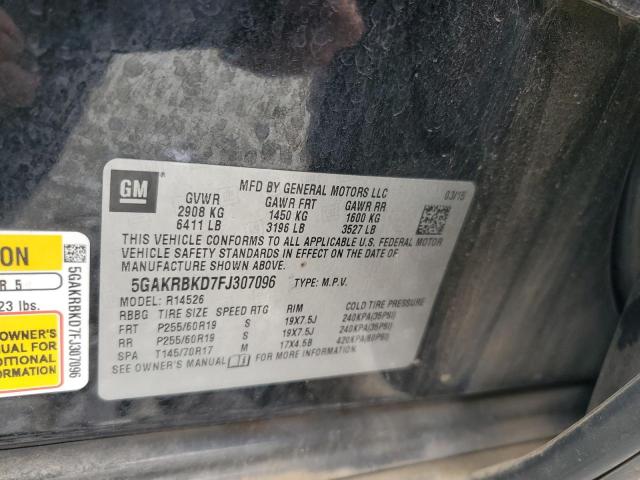 GM
MFD BY GENERAL MOTORS LLC
03/15
GVWR GAWR FRT GAWR RR
2908 KG 1450 KG 1600 KG
6411 LB 3196 LB 3527 LB
THIS VEHICLE CONFORMS TO ALL APPLICABLE U.S. FEDERAL MOTOR
VEHICLE SAFETY STANDARDS IN EFFECT ON THE DATE OF
MANUFACTURE SHOWN ABOVE.
5GAKRBKD7FJ307096 TYPE: M.P.V.
MODEL: R14526
RBBG TIRE SIZE SPEED RTG RIM COLD TIRE PRESSURE
FRT P255/60R19 S 19X7.5J 240KPA(35PSI)
RR P255/60R19 S 19X7.5J 240KPA(35PSI)
SPA T145/70R17 M 17X4.5B 420KPA(60PSI)
SEE OWNER'S MANUAL FOR MORE INFORMATION.
ION
R 5
23 lbs.
OWNER'S
MANUAL FOR
ADDITIONAL
FORMATION
5GAKRBKD7FJ307096